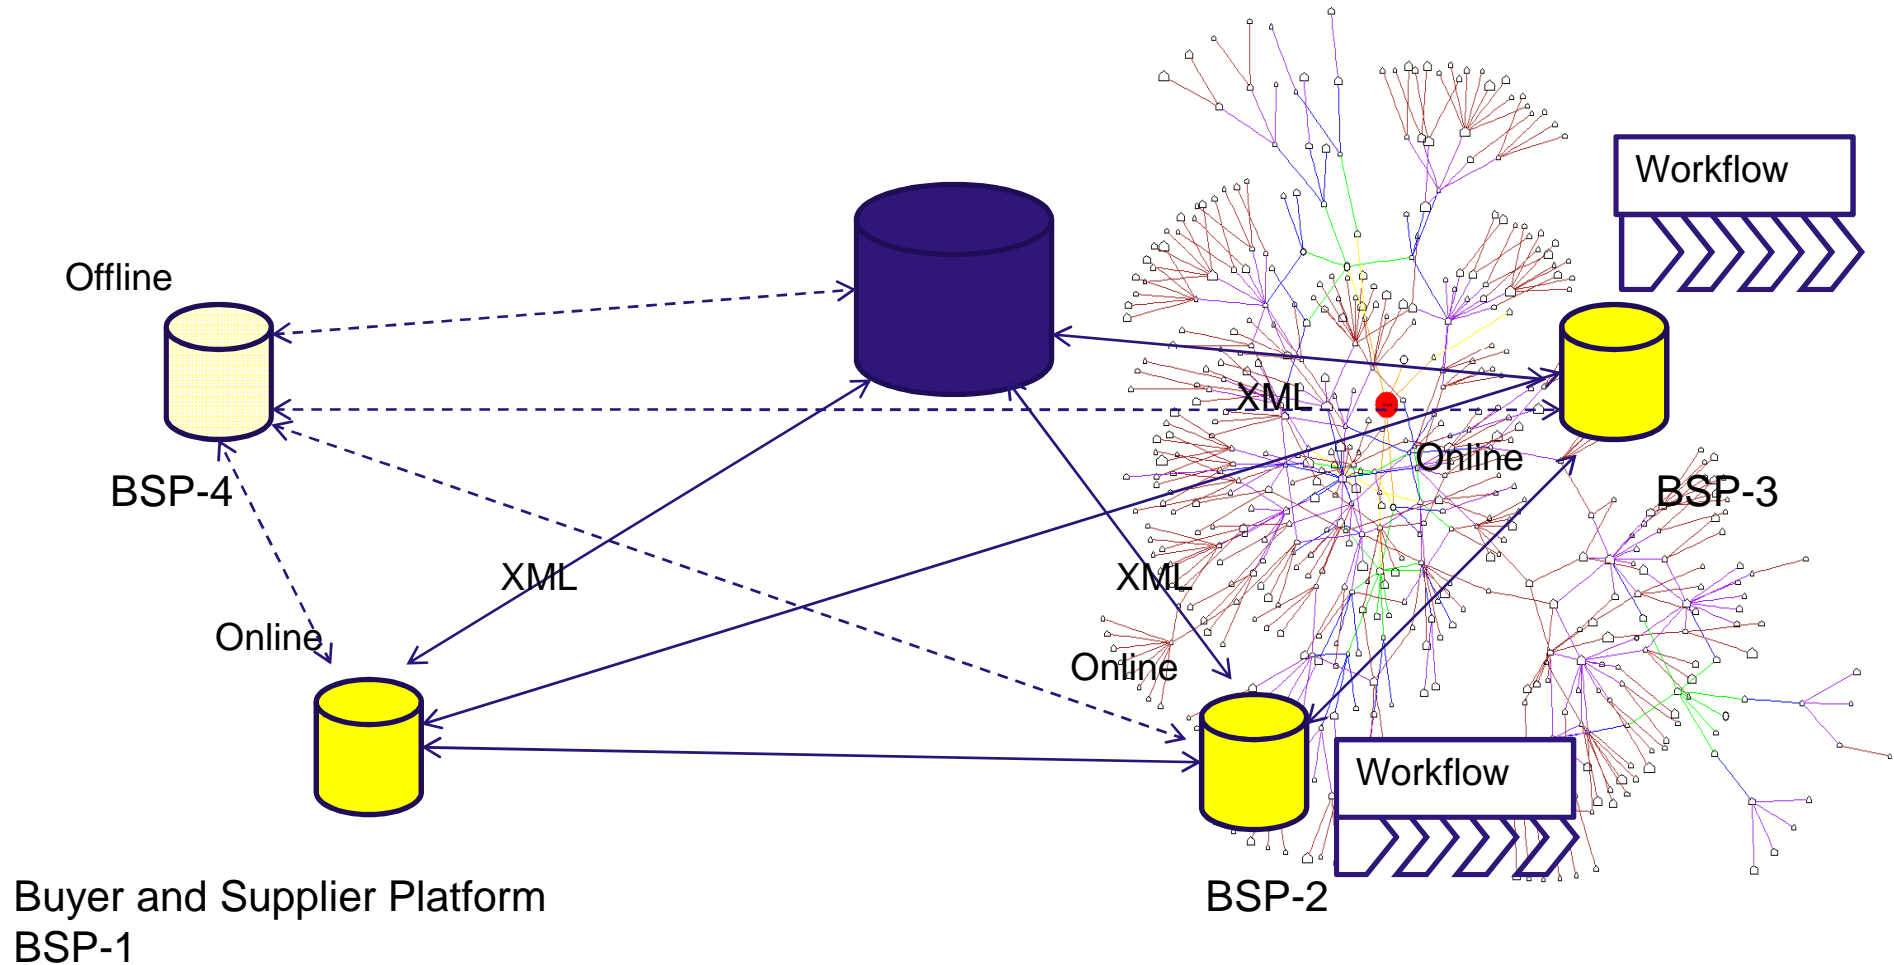 Workflow
Offline
XML
Online
BSP-4
BSP-3
XML
XML
Online
Online
Workflow
Buyer and Supplier Platform
BSP-1
BSP-2